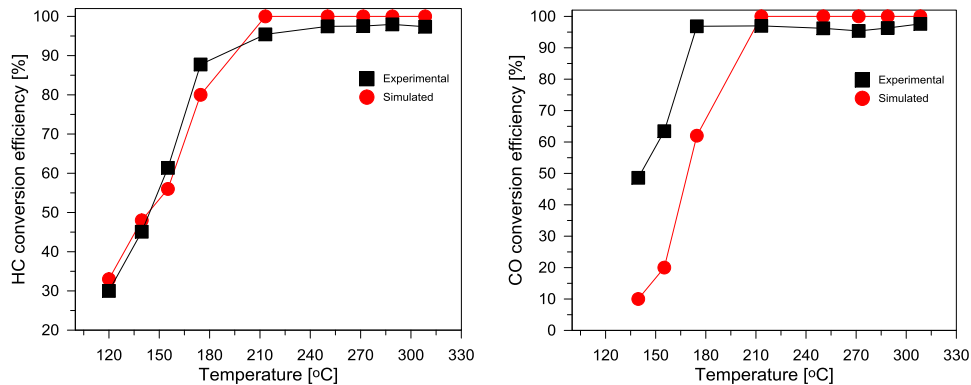 HC conversion efficiency [%]
100
90
80
70
60
50
40
30
20
120 150 180 210 240 270 300 330
Temperature [oC]
Experimental
Simulated
CO conversion efficiency [%]
100
90
80
70
60
50
40
30
20
10
0
120 150 180 210 240 270 300 330
Temperature [oC]
Experimental
Simulated